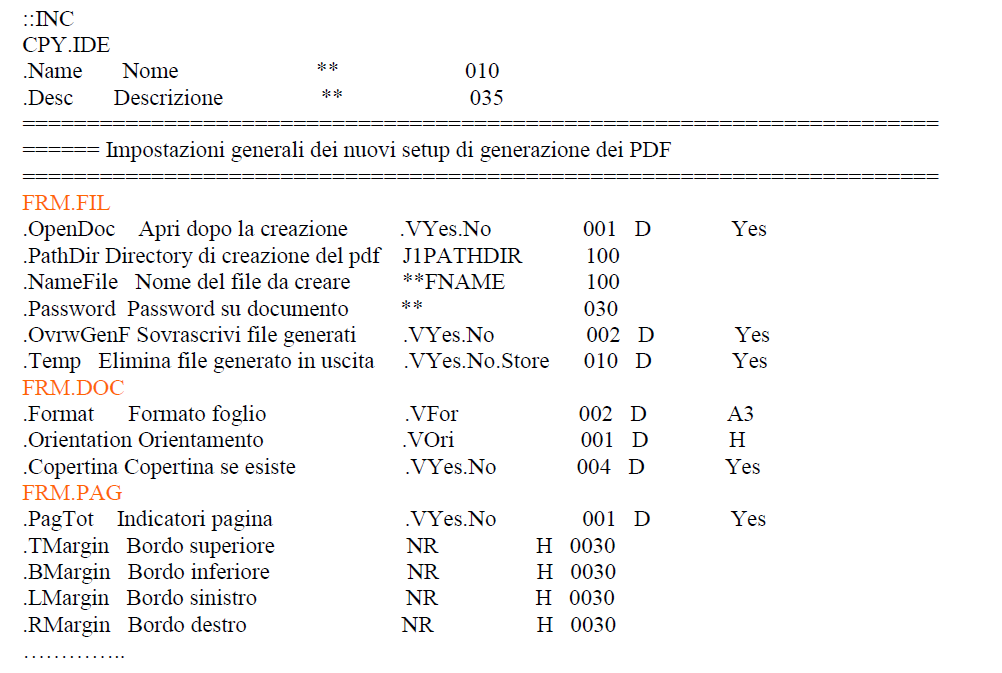 ::INC
CPY.IDE
.Name Nome ** 010
.Desc Descrizione ** 035
========================================================================
====== Impostazioni generali dei nuovi setup di generazione dei PDF
========================================================================
FRM.FIL
.OpenDoc Apri dopo la creazione .VYes.No 001 D Yes
.PathDir Directory di creazione del pdf J1PATHDIR 100
.NameFile Nome del file da creare **FNAME 100
.Password Password su documento ** 030
.OvrwGenF Sovrascrivi file generati .VYes.No 002 D Yes
.Temp Elimina file generato in uscita .VYes.No.Store 010 D Yes
FRM.DOC
.Format Formato foglio .VFor 002 D A3
.Orientation Orientamento .VOri 001 D H
.Copertina Copertina se esiste .VYes.No 004 D Yes
FRM.PAG
.PagTot Indicatori pagina .VYes.No 001 D Yes
.TMargin Bordo superiore NR H 0030
.BMargin Bordo inferiore NR H 0030
.LMargin Bordo sinistro NR H 0030
.RMargin Bordo destro NR H 0030
…………..